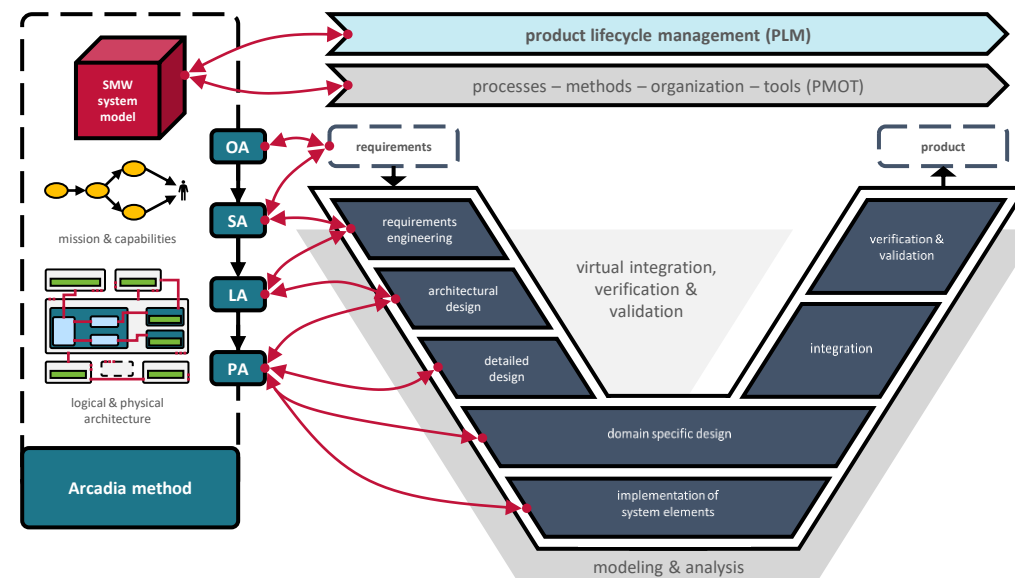 product lifecycle management (PLM)
processes – methods – organization – tools (PMOT)
SMW
system
model
OA
requirements
product
SA
mission & capabilities
requirements
engineering
verification &
validation
virtual integration,
verification &
validation
LA
architectural
design
PA
detailed
design
integration
logical & physical
architecture
domain specific design
Arcadia method
implementation of
system elements
modeling & analysis